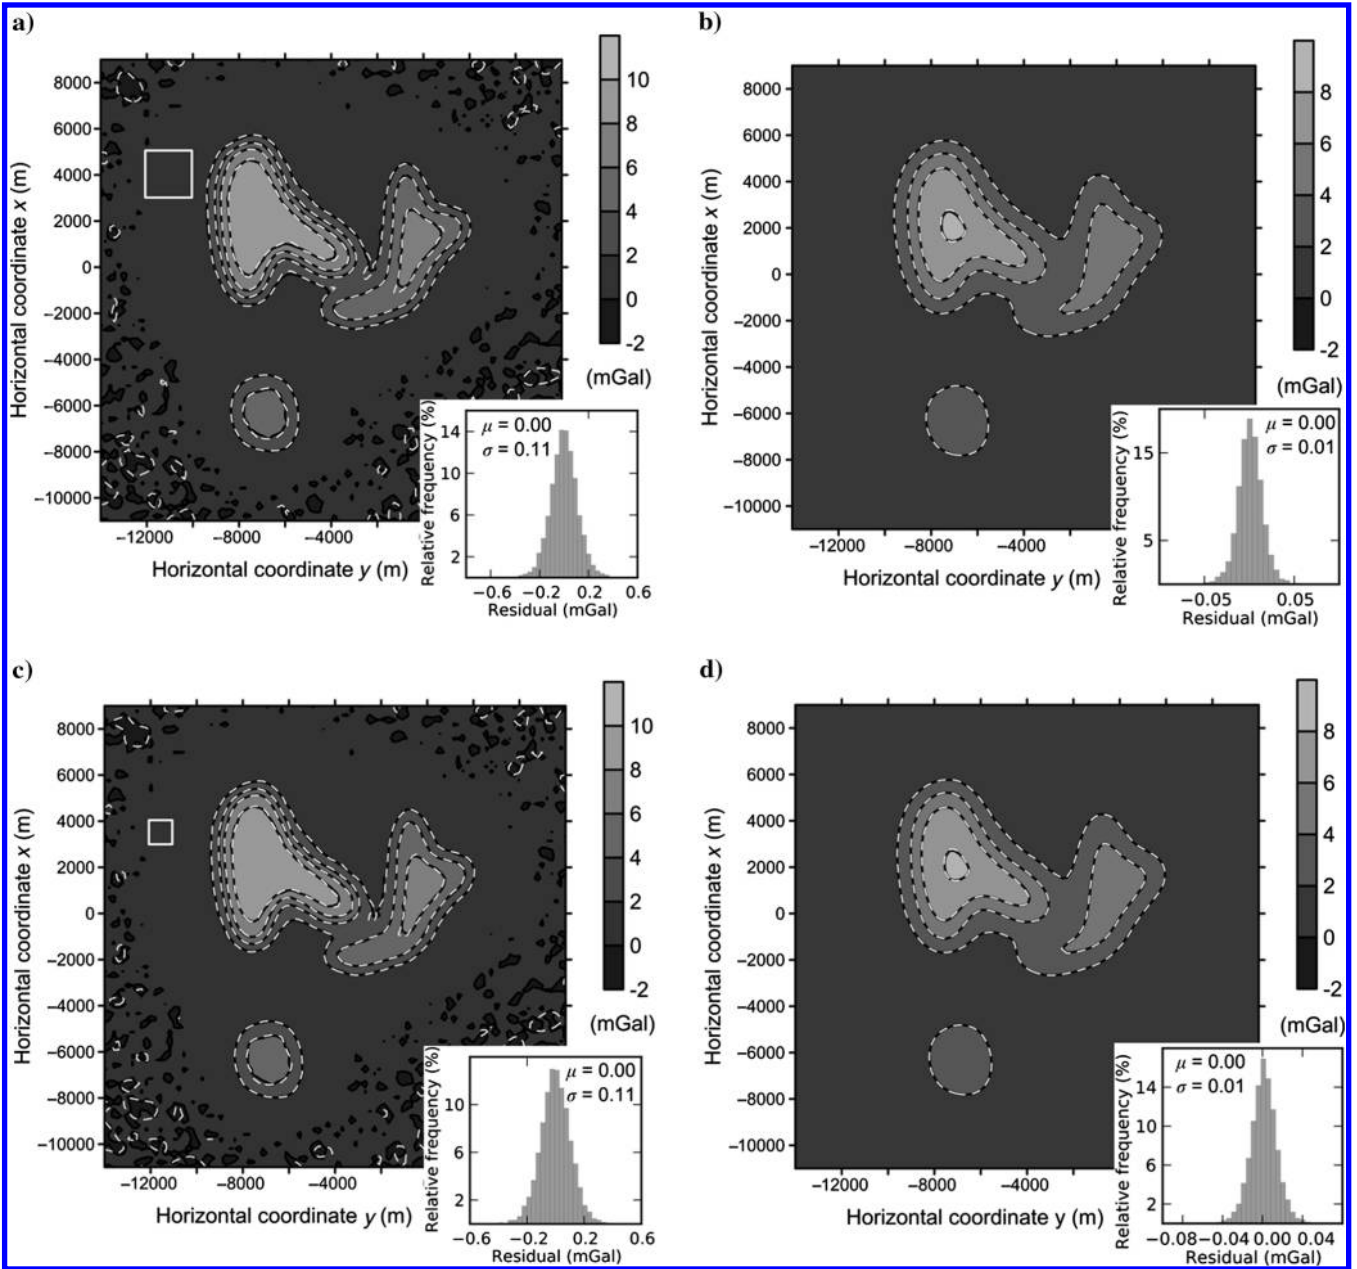 a)
8000
6000
4000
2000
0
−2000
−4000
−6000
−8000
−10000
Horizontal coordinate x (m)
−12000 −8000 −4000
Horizontal coordinate y (m)
10
8
6
4
2
0
-2
(mGal)
Relative frequency (%)
14
10
6
2
μ = 0.00
σ = 0.11
−0.6 −0.2 0.2 0.6
Residual (mGal)
b)
8000
6000
4000
2000
0
−2000
−4000
−6000
−8000
−10000
Horizontal coordinate x (m)
−12000 −8000 −4000
Horizontal coordinate y (m)
8
6
4
2
0
-2
(mGal)
Relative frequency (%)
15
5
μ = 0.00
σ = 0.01
−0.05 0.05
Residual (mGal)
c)
8000
6000
4000
2000
0
−2000
−4000
−6000
−8000
−10000
Horizontal coordinate x (m)
−12000 −8000 −4000
Horizontal coordinate y (m)
10
8
6
4
2
0
-2
(mGal)
Relative frequency (%)
10
6
2
μ = 0.00
σ = 0.11
−0.6 −0.2 0.2 0.6
Residual (mGal)
d)
8000
6000
4000
2000
0
−2000
−4000
−6000
−8000
−10000
Horizontal coordinate x (m)
−12000 −8000 −4000
Horizontal coordinate y (m)
8
6
4
2
0
-2
(mGal)
Relative frequency (%)
14
10
6
2
μ = 0.00
σ = 0.01
−0.08 −0.04 0.00 0.04
Residual (mGal)